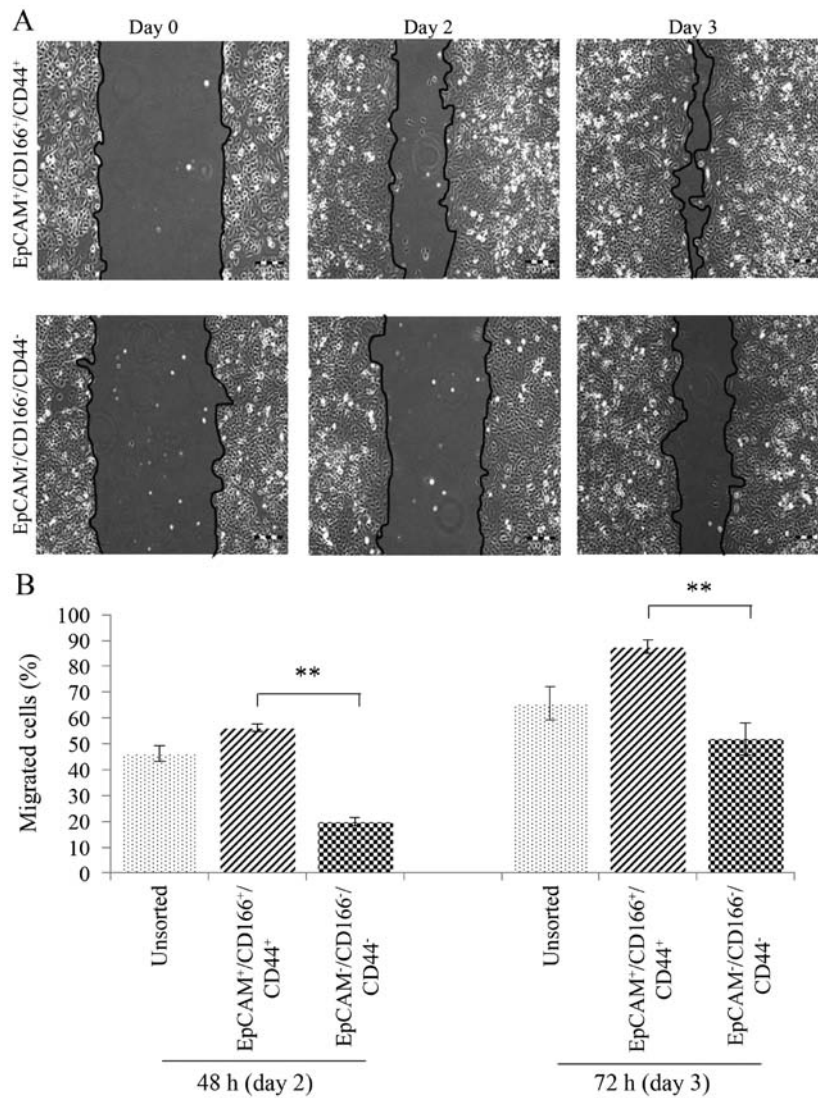 A
Day 0
Day 2
Day 3
EpCAM⁺/CD166⁺/CD44⁺
EpCAM⁻/CD166⁻/CD44⁻
B
Migrated cells (%)
100
90
80
70
60
50
40
30
20
10
0
**
**
Unsorted
EpCAM⁺/CD166⁺/
CD44⁺
EpCAM⁻/CD166⁻/
CD44⁻
Unsorted
EpCAM⁺/CD166⁺/
CD44⁺
EpCAM⁻/CD166⁻/
CD44⁻
48 h (day 2)
72 h (day 3)